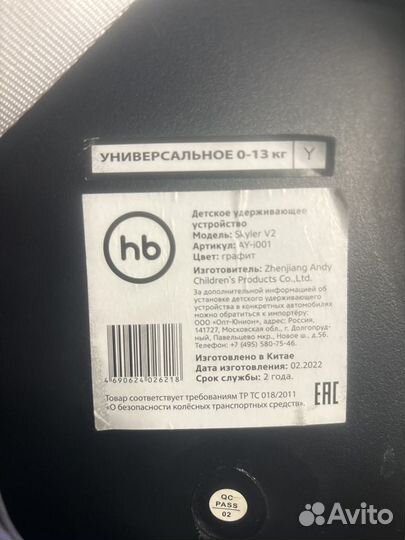 УНИВЕРСАЛЬНОЕ 0-13 кг Y
hb
Детское удерживающее
устройство
Модель: Skyler V2
Артикул: AY-i001
Цвет: графит
Изготовитель: Zhenjiang Andy
Children's Products Co.,Ltd.
За дополнительной информацией об
установке детского удерживающего
устройства в конкретных автомобилях
можно обратиться к импортёру:
ООО «Опт-Юнион», адрес: Россия,
141727, Московская обл., г. Долгопруд-
ный, Павельцево мкр., Новое ш., д.56.
Телефон: +7 (495) 580-75-46.
Изготовлено в Китае
Дата изготовления: 02.2022
Срок службы: 2 года.
4690624026218
EAC
Товар соответствует требованиям ТР ТС 018/2011
«О безопасности колёсных транспортных средств».
QC
PASS
02
Avito